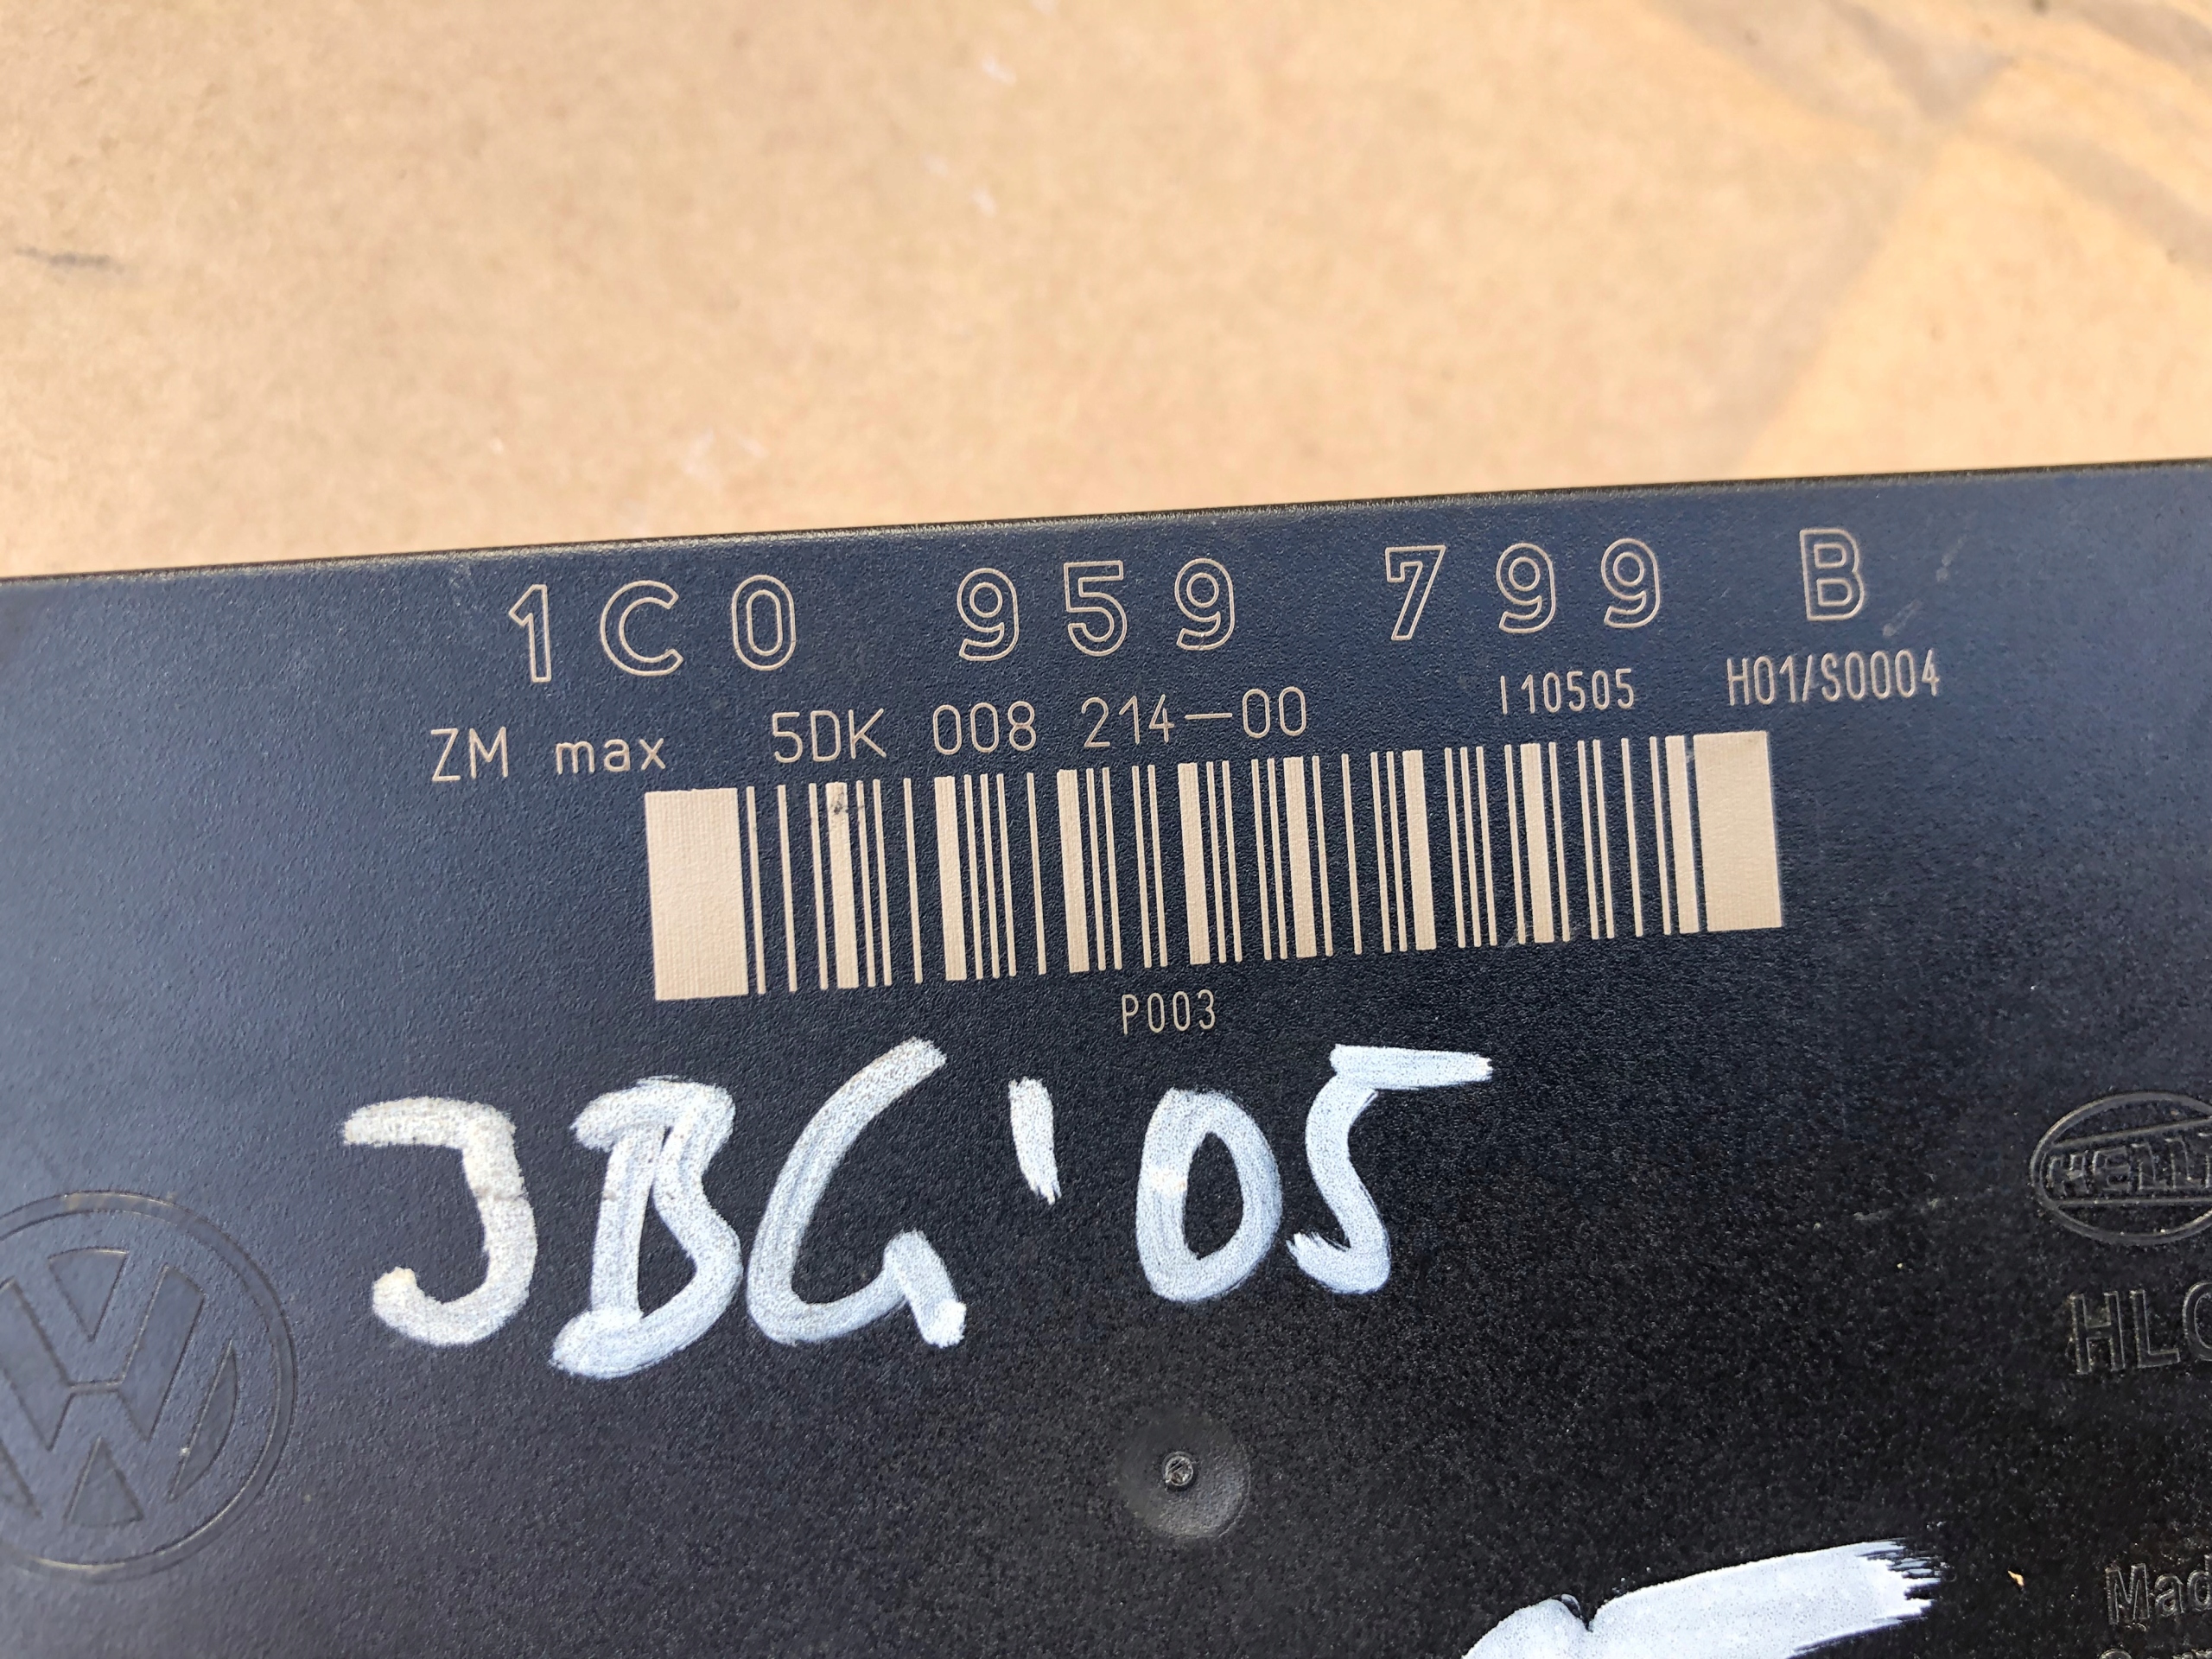 1C0 959 799 B
ZM max 5DK 008 214-00 I10505 H01/S0004
P003
JBG'05